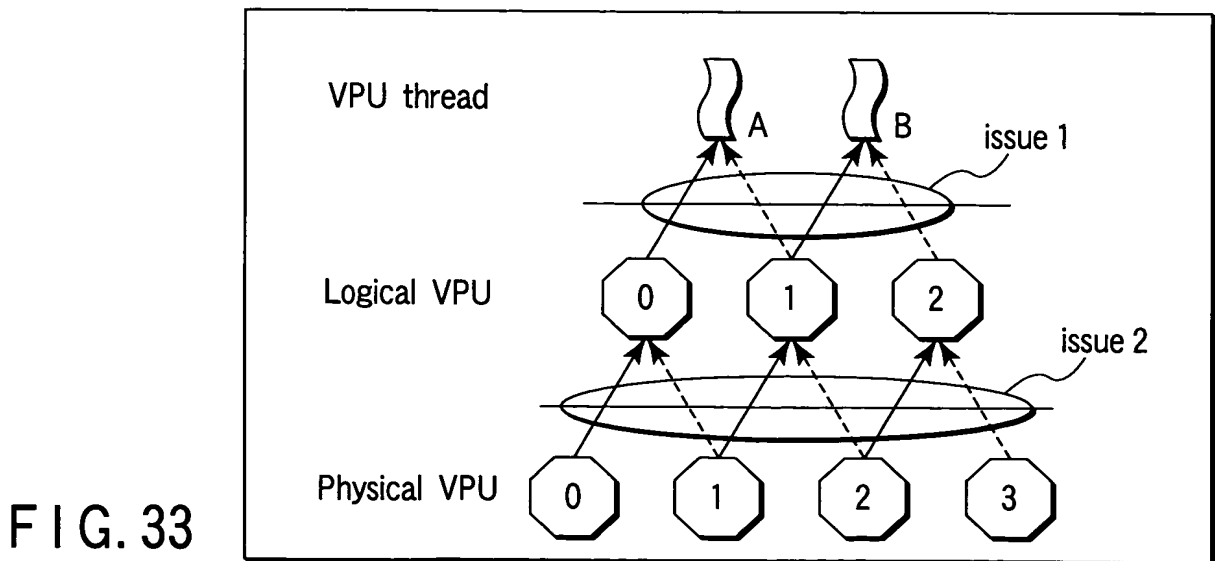 VPU thread
A
B
issue 1
Logical VPU
0
1
2
issue 2
Physical VPU
0
1
2
3
FIG. 33